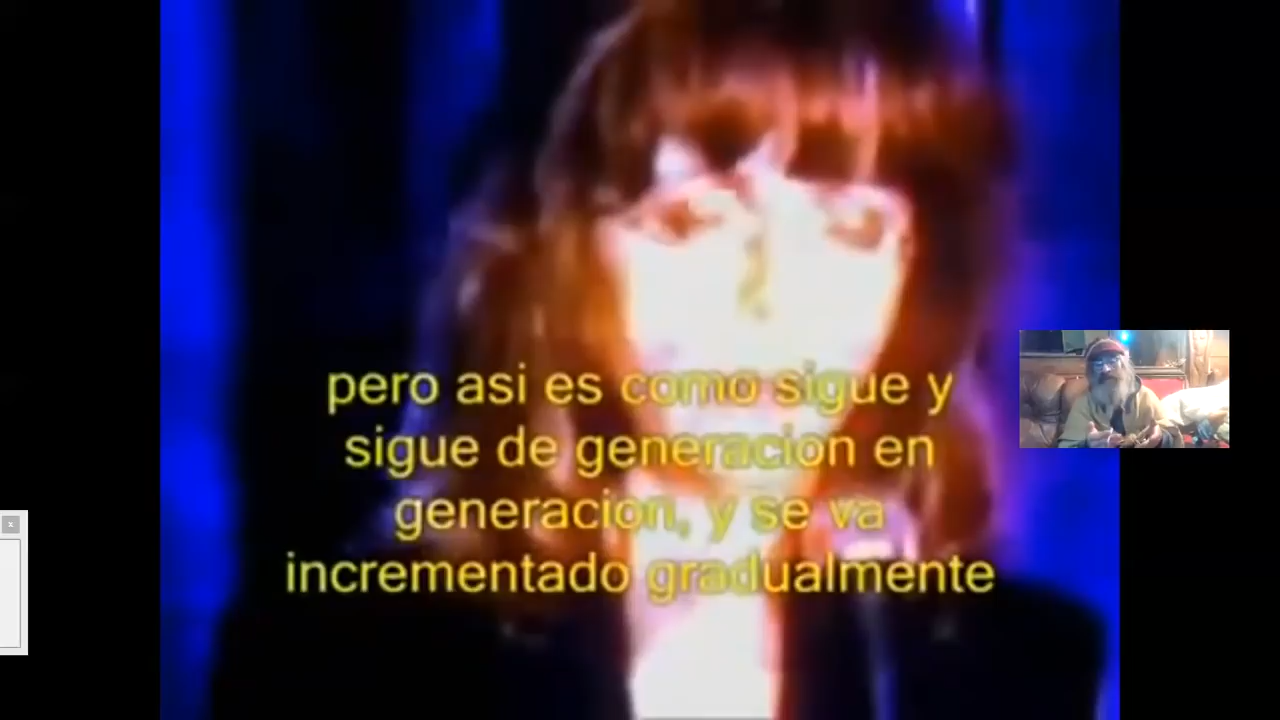 pero asi es como sigue y
sigue de generacion en
generacion, y se va
incrementado gradualmente
x